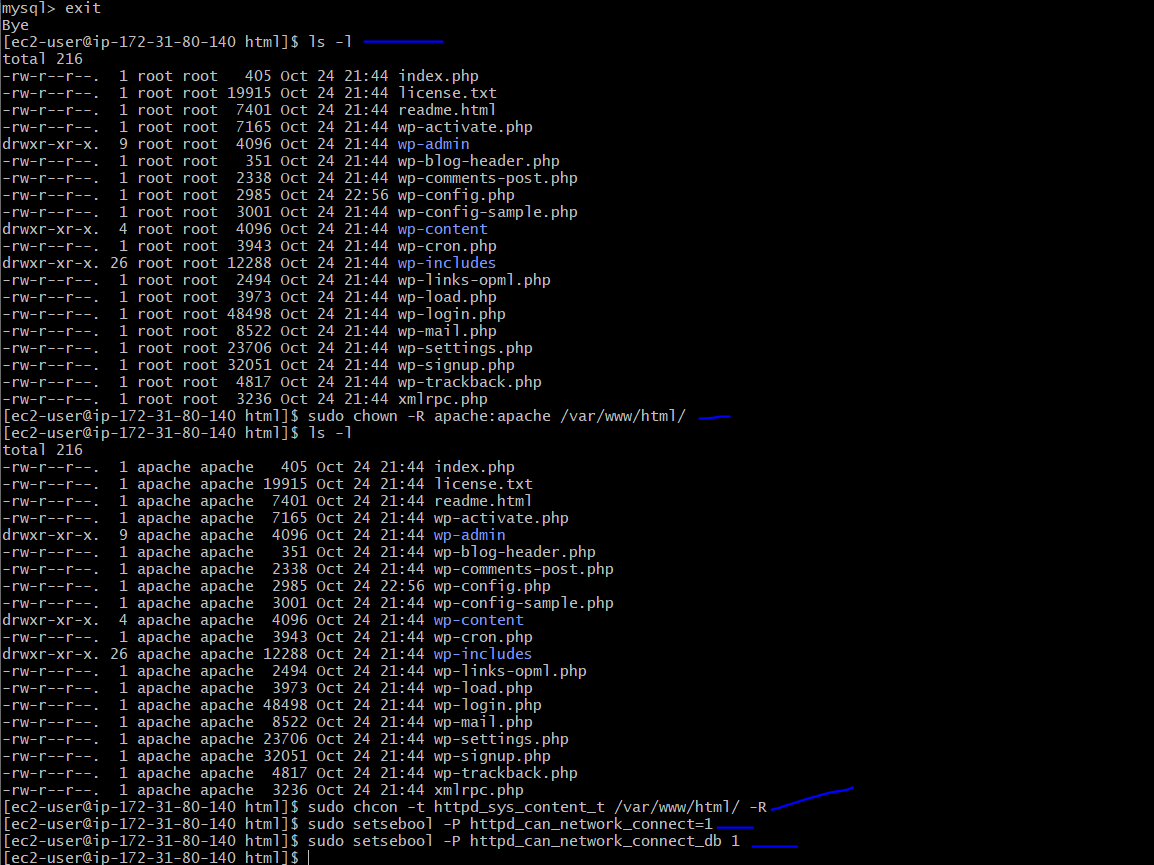 mysql> exit
Bye
[ec2-user@ip-172-31-80-140 html]$ ls -l
total 216
-rw-r--r--.  1 root root   405 Oct 24 21:44 index.php
-rw-r--r--.  1 root root 19915 Oct 24 21:44 license.txt
-rw-r--r--.  1 root root  7401 Oct 24 21:44 readme.html
-rw-r--r--.  1 root root  7165 Oct 24 21:44 wp-activate.php
drwxr-xr-x.  9 root root  4096 Oct 24 21:44 wp-admin
-rw-r--r--.  1 root root   351 Oct 24 21:44 wp-blog-header.php
-rw-r--r--.  1 root root  2338 Oct 24 21:44 wp-comments-post.php
-rw-r--r--.  1 root root  2985 Oct 24 22:56 wp-config.php
-rw-r--r--.  1 root root  3001 Oct 24 21:44 wp-config-sample.php
drwxr-xr-x.  4 root root  4096 Oct 24 21:44 wp-content
-rw-r--r--.  1 root root  3943 Oct 24 21:44 wp-cron.php
drwxr-xr-x. 26 root root 12288 Oct 24 21:44 wp-includes
-rw-r--r--.  1 root root  2494 Oct 24 21:44 wp-links-opml.php
-rw-r--r--.  1 root root  3973 Oct 24 21:44 wp-load.php
-rw-r--r--.  1 root root 48498 Oct 24 21:44 wp-login.php
-rw-r--r--.  1 root root  8522 Oct 24 21:44 wp-mail.php
-rw-r--r--.  1 root root 23706 Oct 24 21:44 wp-settings.php
-rw-r--r--.  1 root root 32051 Oct 24 21:44 wp-signup.php
-rw-r--r--.  1 root root  4817 Oct 24 21:44 wp-trackback.php
-rw-r--r--.  1 root root  3236 Oct 24 21:44 xmlrpc.php
[ec2-user@ip-172-31-80-140 html]$ sudo chown -R apache:apache /var/www/html/
[ec2-user@ip-172-31-80-140 html]$ ls -l
total 216
-rw-r--r--.  1 apache apache   405 Oct 24 21:44 index.php
-rw-r--r--.  1 apache apache 19915 Oct 24 21:44 license.txt
-rw-r--r--.  1 apache apache  7401 Oct 24 21:44 readme.html
-rw-r--r--.  1 apache apache  7165 Oct 24 21:44 wp-activate.php
drwxr-xr-x.  9 apache apache  4096 Oct 24 21:44 wp-admin
-rw-r--r--.  1 apache apache   351 Oct 24 21:44 wp-blog-header.php
-rw-r--r--.  1 apache apache  2338 Oct 24 21:44 wp-comments-post.php
-rw-r--r--.  1 apache apache  2985 Oct 24 22:56 wp-config.php
-rw-r--r--.  1 apache apache  3001 Oct 24 21:44 wp-config-sample.php
drwxr-xr-x.  4 apache apache  4096 Oct 24 21:44 wp-content
-rw-r--r--.  1 apache apache  3943 Oct 24 21:44 wp-cron.php
drwxr-xr-x. 26 apache apache 12288 Oct 24 21:44 wp-includes
-rw-r--r--.  1 apache apache  2494 Oct 24 21:44 wp-links-opml.php
-rw-r--r--.  1 apache apache  3973 Oct 24 21:44 wp-load.php
-rw-r--r--.  1 apache apache 48498 Oct 24 21:44 wp-login.php
-rw-r--r--.  1 apache apache  8522 Oct 24 21:44 wp-mail.php
-rw-r--r--.  1 apache apache 23706 Oct 24 21:44 wp-settings.php
-rw-r--r--.  1 apache apache 32051 Oct 24 21:44 wp-signup.php
-rw-r--r--.  1 apache apache  4817 Oct 24 21:44 wp-trackback.php
-rw-r--r--.  1 apache apache  3236 Oct 24 21:44 xmlrpc.php
[ec2-user@ip-172-31-80-140 html]$ sudo chcon -t httpd_sys_content_t /var/www/html/ -R
[ec2-user@ip-172-31-80-140 html]$ sudo setsebool -P httpd_can_network_connect=1
[ec2-user@ip-172-31-80-140 html]$ sudo setsebool -P httpd_can_network_connect_db 1
[ec2-user@ip-172-31-80-140 html]$